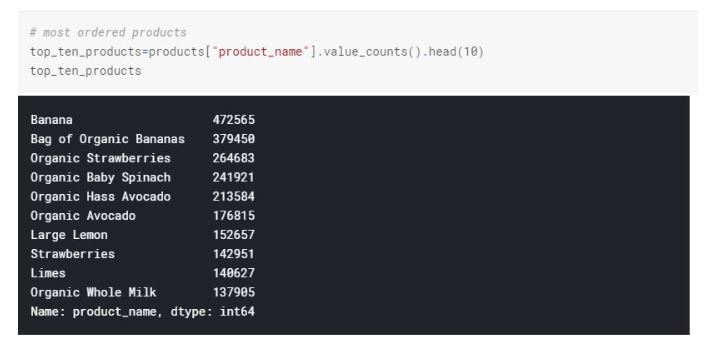 # most ordered products
top_ten_products=products["product_name"].value_counts().head(10)
top_ten_products
Banana 472565
Bag of Organic Bananas 379450
Organic Strawberries 264683
Organic Baby Spinach 241921
Organic Hass Avocado 213584
Organic Avocado 176815
Large Lemon 152657
Strawberries 142951
Limes 140627
Organic Whole Milk 137905
Name: product_name, dtype: int64